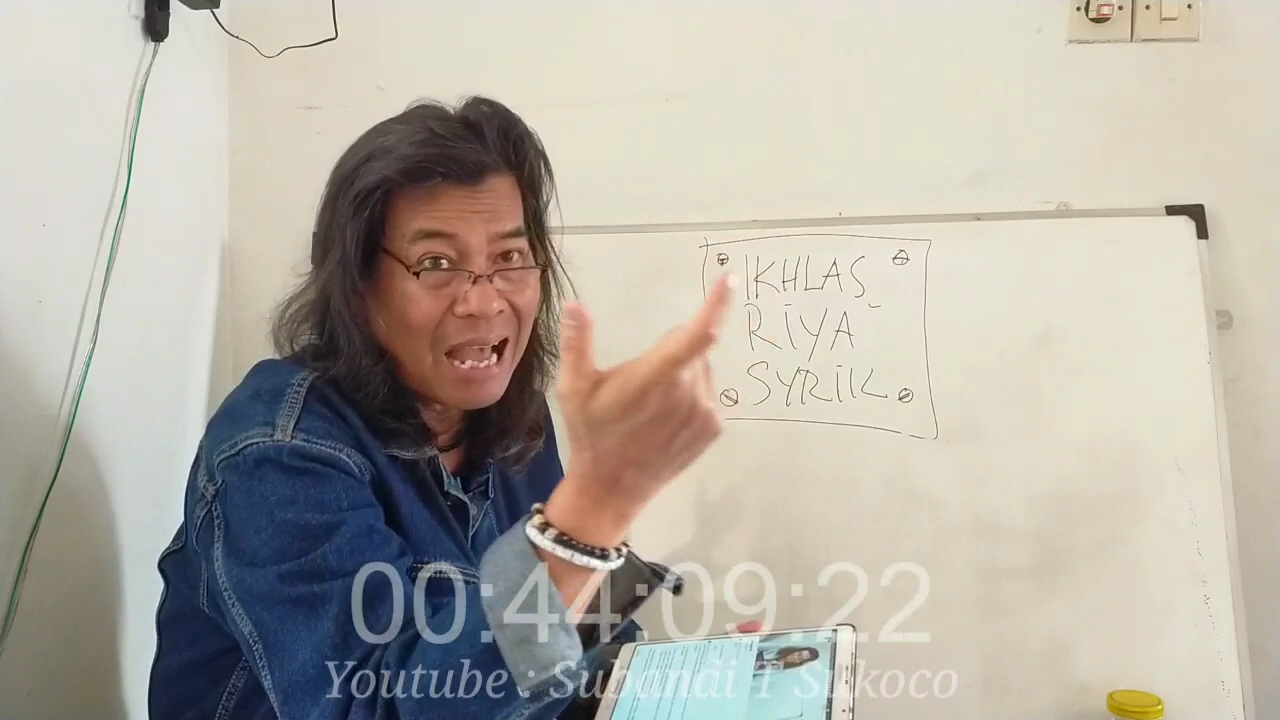 IKHLAS
RiYA
SYRiK
00:44:09:22
Youtube : Subandi T Sukoco